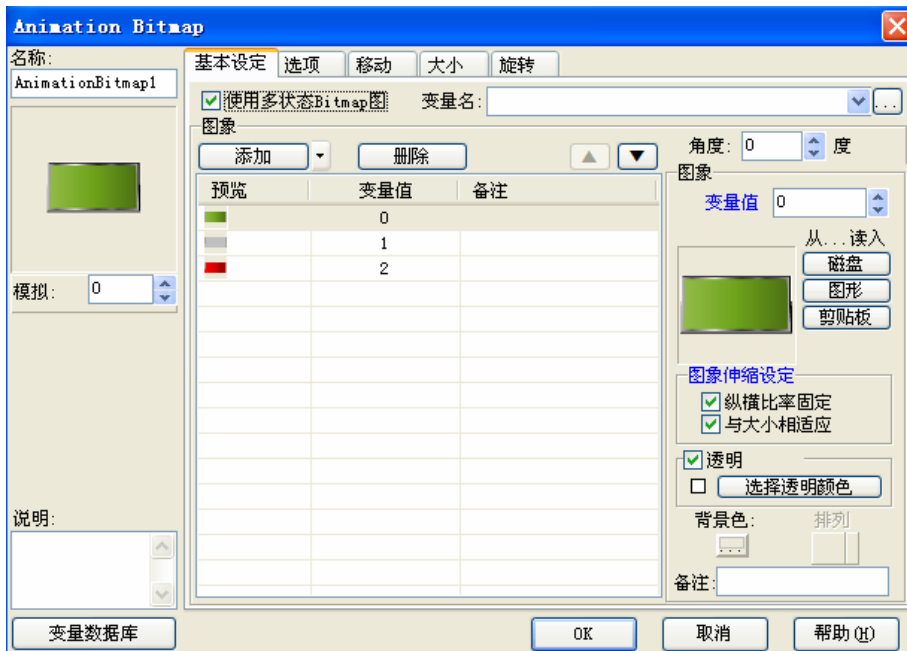 Animation Bitmap
名称:
AnimationBitmap1
基本设定 选项 移动 大小 旋转
使用多状态Bitmap图 变量名: ...
图象
添加 删除
角度: 0 度
预览 变量值 备注
0
1
2
图象
变量值 0
从...读入
磁盘
图形
剪贴板
模拟: 0
图象伸缩设定
纵横比率固定
与大小相适应
透明
选择透明颜色
说明:
背景色: 排列
...
备注:
变量数据库 OK 取消 帮助(H)